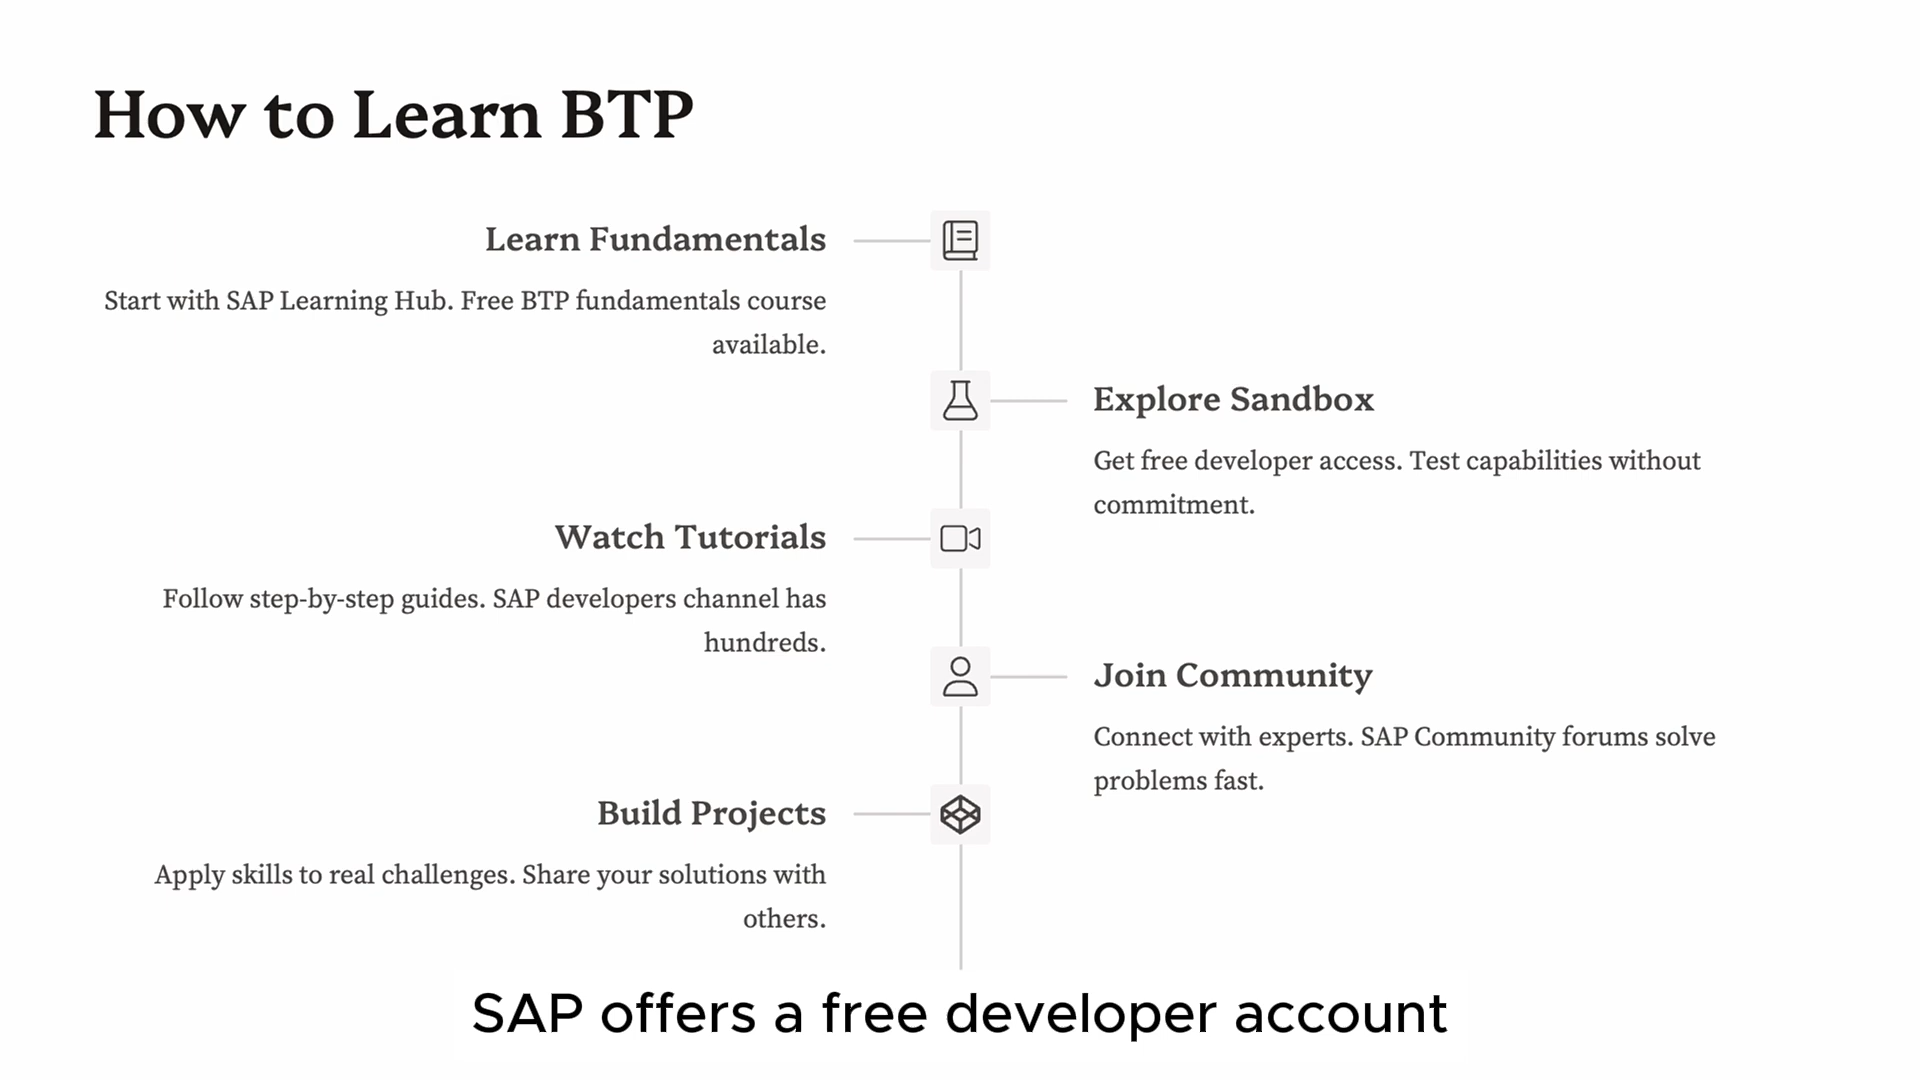 How to Learn BTP
Learn Fundamentals
Start with SAP Learning Hub. Free BTP fundamentals course
available.
Explore Sandbox
Get free developer access. Test capabilities without
commitment.
Watch Tutorials
Follow step-by-step guides. SAP developers channel has
hundreds.
Join Community
Connect with experts. SAP Community forums solve
problems fast.
Build Projects
Apply skills to real challenges. Share your solutions with
others.
SAP offers a free developer account